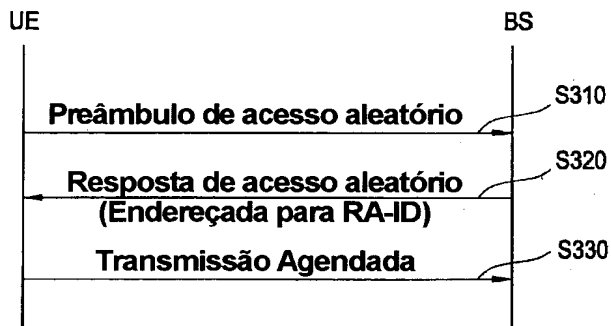 UE BS
Preâmbulo de acesso aleatório
S310
Resposta de acesso aleatório
(Endereçada para RA-ID)
S320
Transmissão Agendada
S330